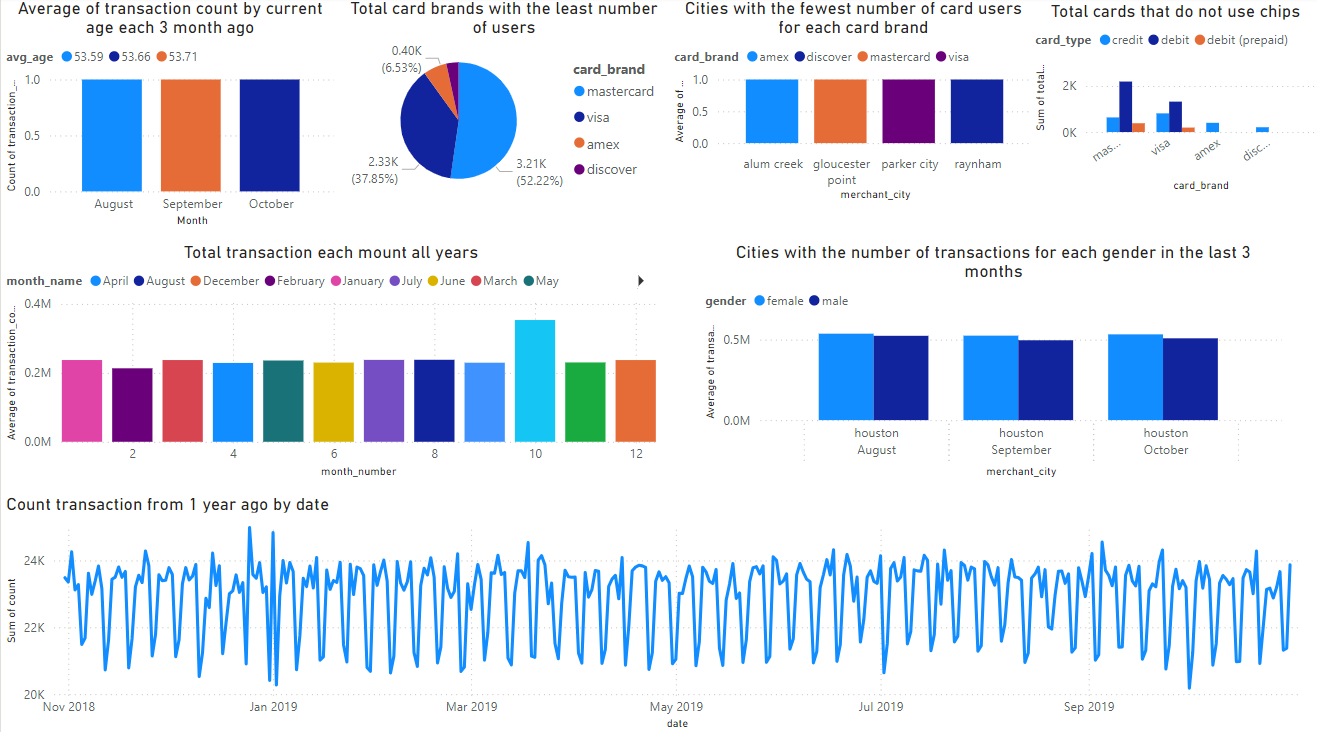 Average of transaction count by current
age each 3 month ago
avg_age 53.59 53.66 53.71
Count of transaction_...
1.0
0.5
0.0
August September October
Month
Total card brands with the least number
of users
0.40K
(6.53%)
2.33K
(37.85%)
3.21K
(52.22%)
card_brand
mastercard
visa
amex
discover
Cities with the fewest number of card users
for each card brand
card_brand amex discover mastercard visa
Average of...
1.0
0.5
0.0
alum creek gloucester point parker city raynham
merchant_city
Total cards that do not use chips
card_type credit debit debit (prepaid)
Sum of total...
2K
0K
mas... visa amex disc...
card_brand
Total transaction each mount all years
month_name April August December February January July June March May
Average of transaction_co...
0.4M
0.2M
0.0M
2 4 6 8 10 12
month_number
Cities with the number of transactions for each gender in the last 3
months
gender female male
Average of transa...
0.5M
0.0M
houston houston houston
August September October
merchant_city
Count transaction from 1 year ago by date
Sum of count
24K
22K
20K
Nov 2018 Jan 2019 Mar 2019 May 2019 Jul 2019 Sep 2019
date